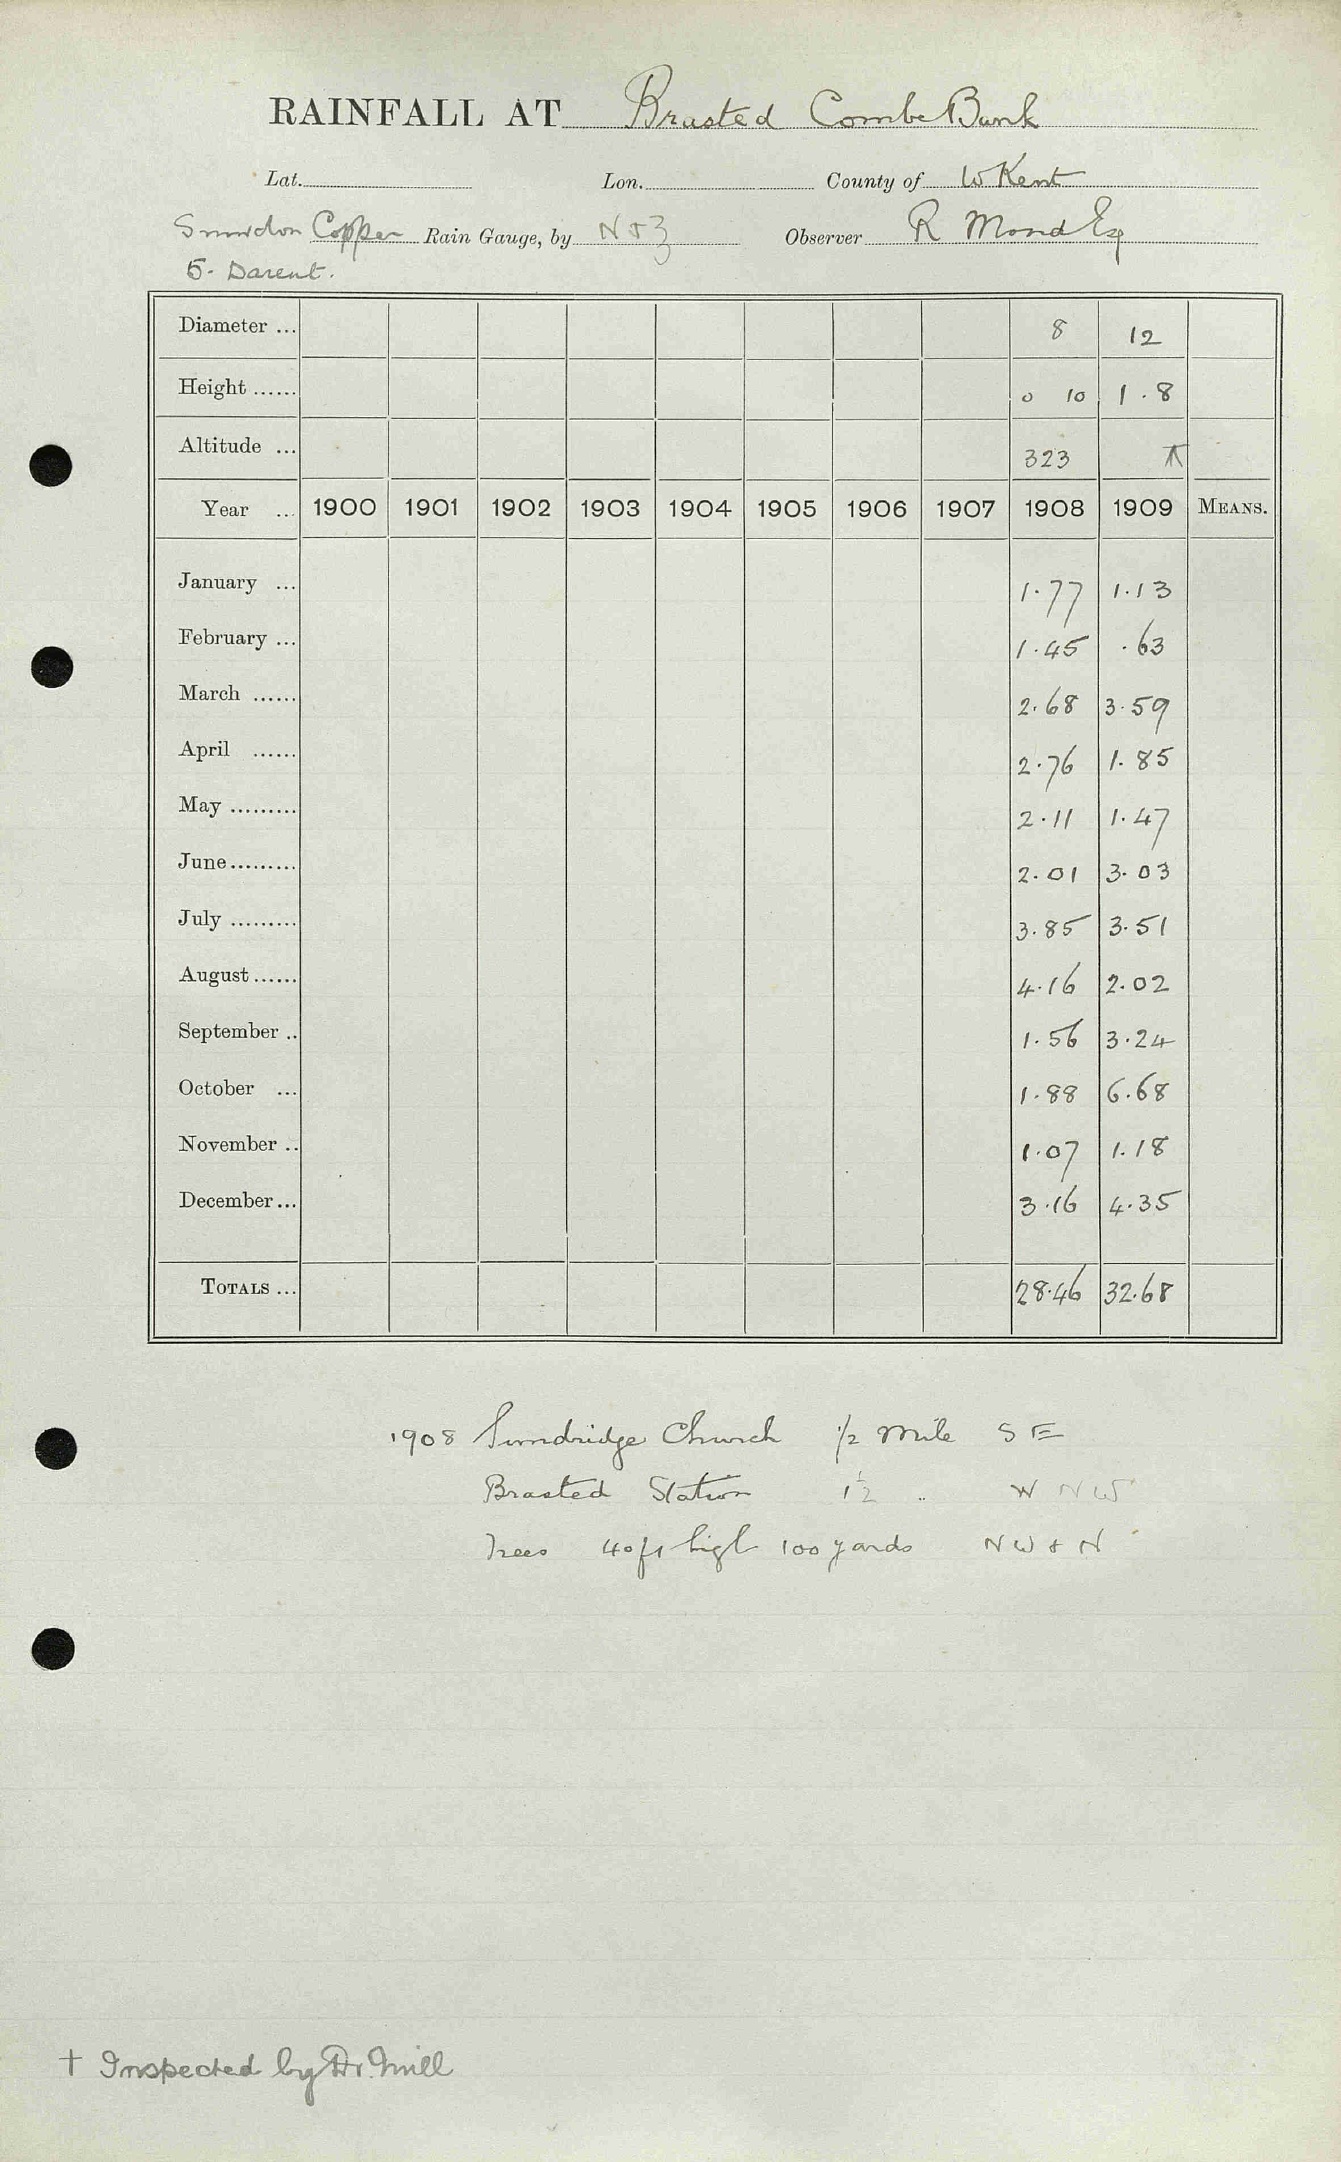 RAINFALL AT Brasted Combe Bank
Lat. Lon. County of W Kent
Snowdon Copper Rain Gauge, by N & Z Observer R Mond Esq
5. Darent.
Diameter ... 8 12
Height ...... 0 10 1.8
Altitude ... 323
Year ... 1900 1901 1902 1903 1904 1905 1906 1907 1908 1909 MEANS.
January ... 1.77 1.13
February ... 1.45 .63
March ...... 2.68 3.59
April ...... 2.76 1.85
May ......... 2.11 1.47
June......... 2.01 3.03
July ......... 3.85 3.51
August...... 4.16 2.02
September .. 1.56 3.24
October ... 1.88 6.68
November .. 1.07 1.18
December... 3.16 4.35
TOTALS ... 28.46 32.68
1908 Sundridge Church 1/2 mile S E
Brasted Station 1 1/2 .. W N W
Trees 40ft high 100 yards N W & N
† Inspected by Dr. Mill